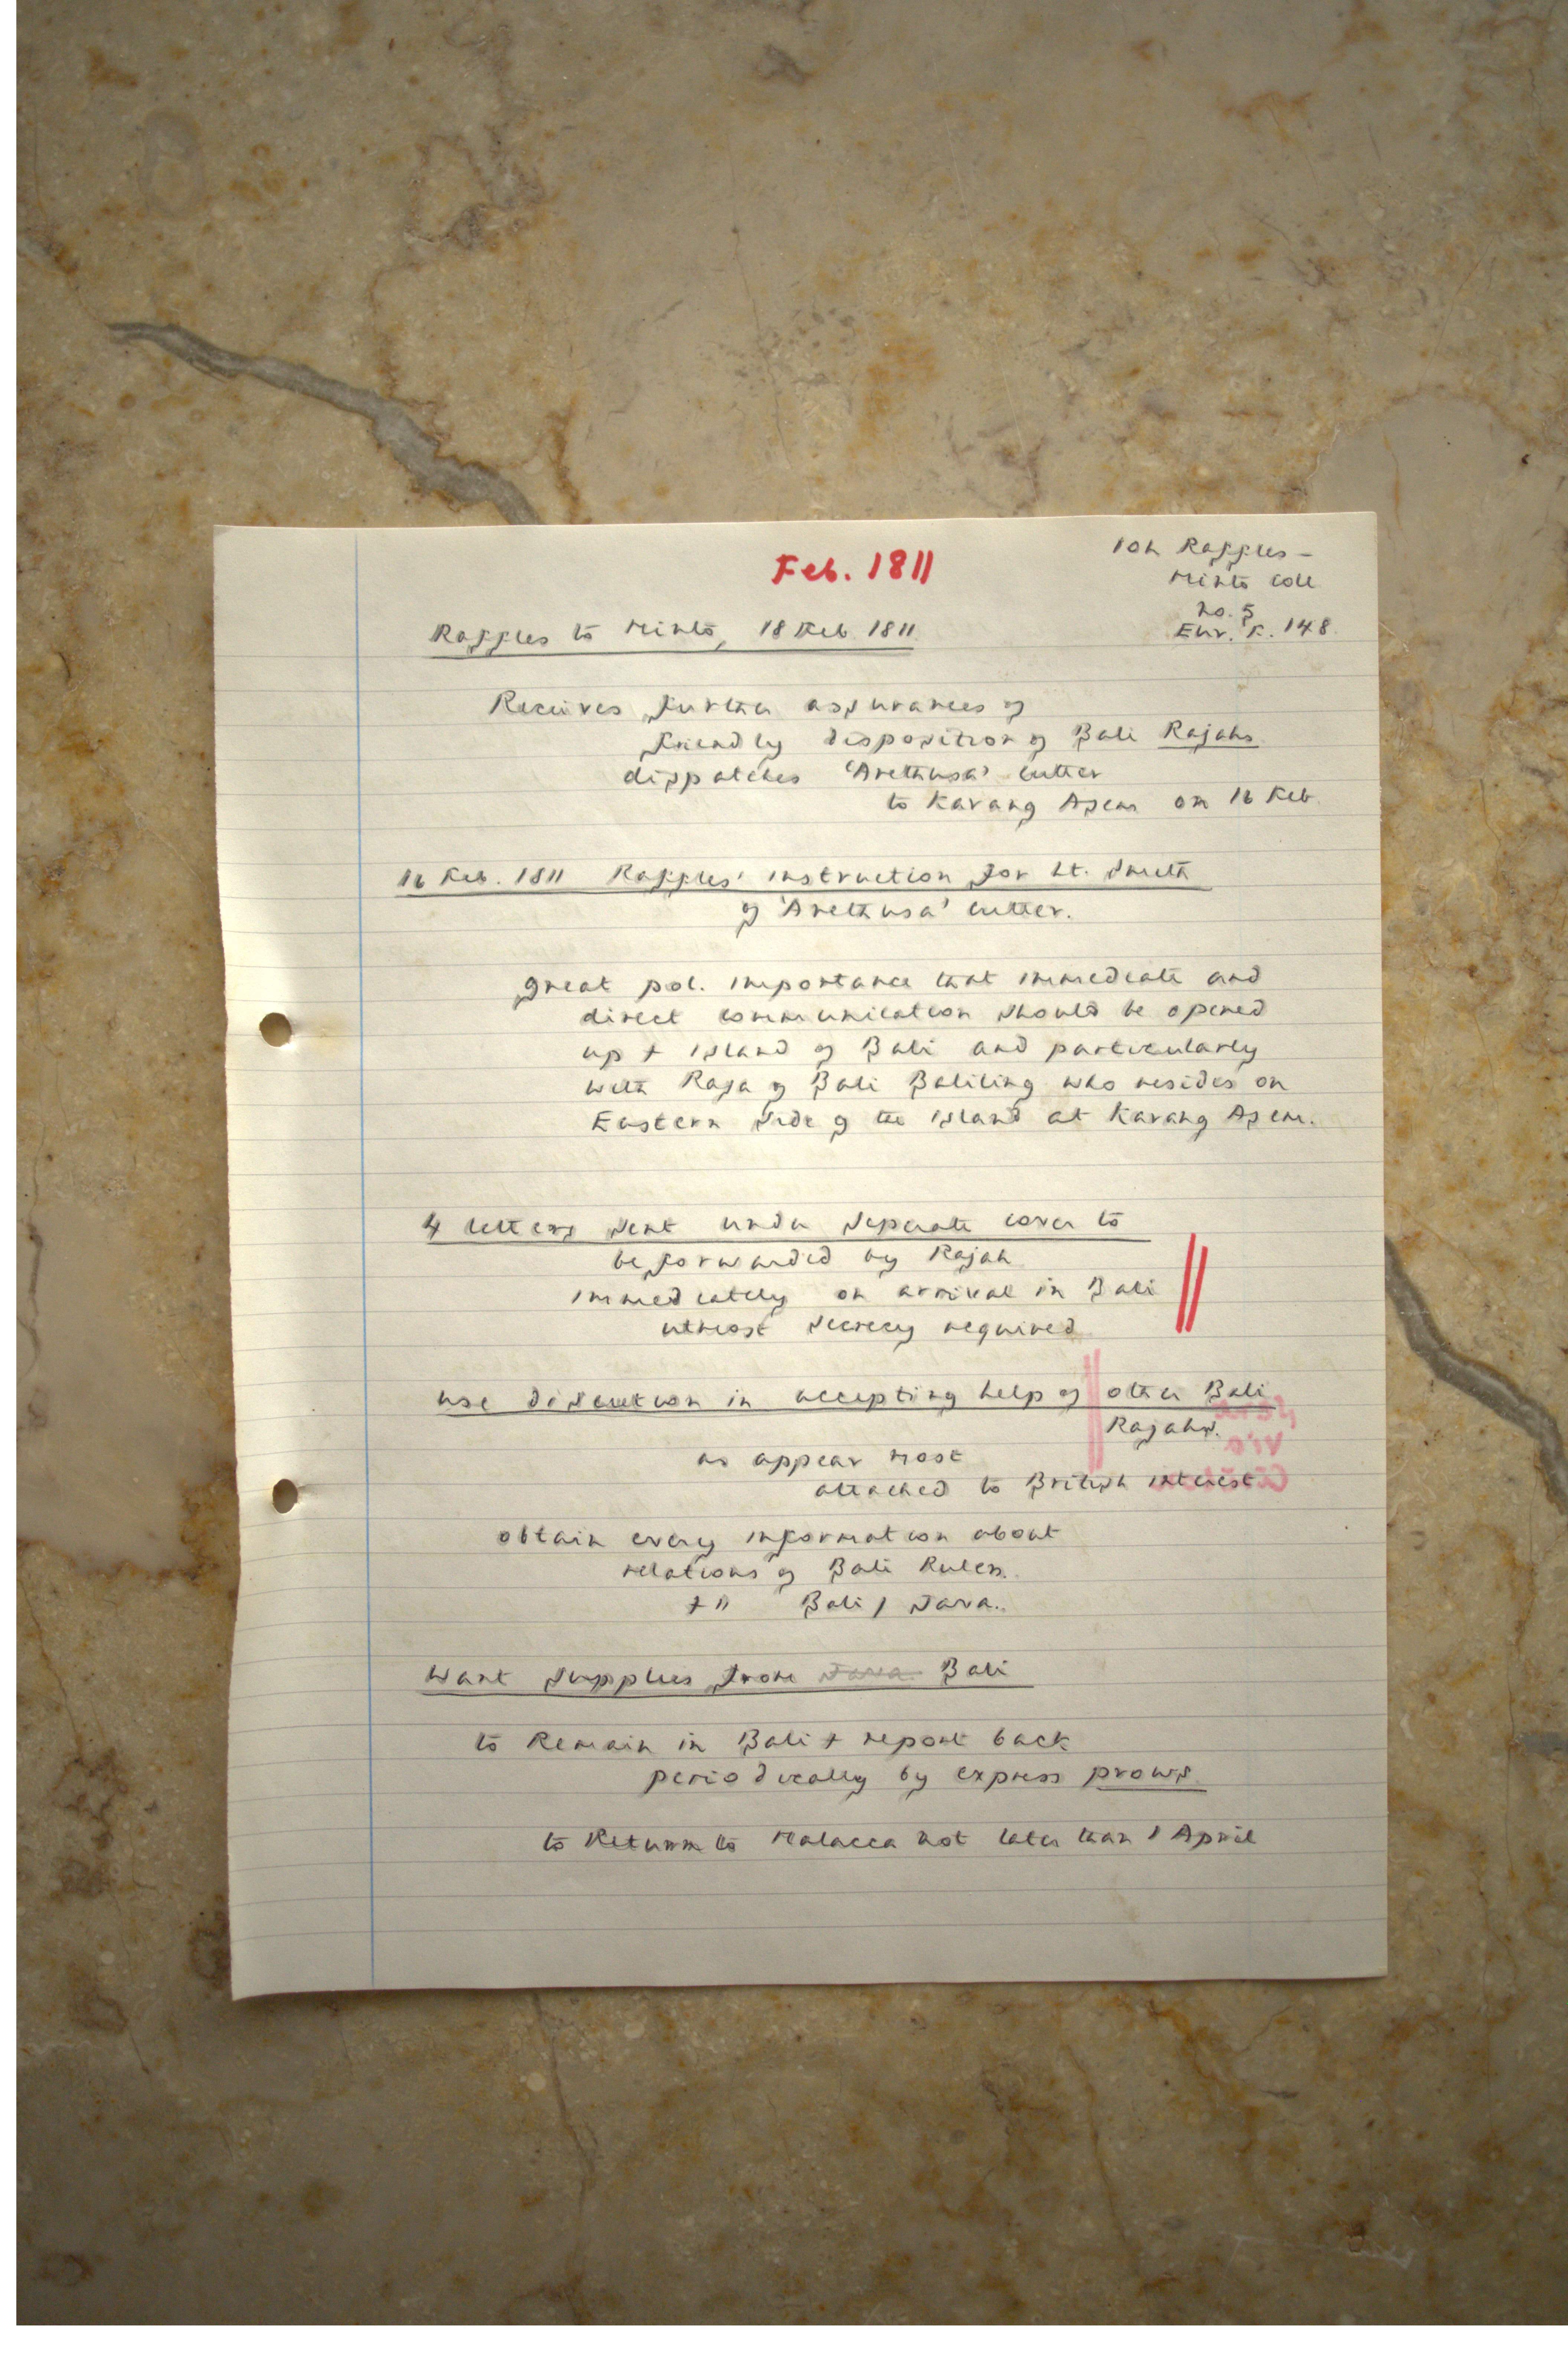 Feb. 1811
IOL Raffles -
Minto Coll
no. 5
Eur. F. 148
Raffles to Minto, 18 Feb 1811
Receives further assurances of
friendly disposition of Bali Rajahs
dispatches 'Arethusa' cutter
to Karang Asem on 16 Feb.
16 Feb. 1811 Raffles' instruction for Lt. Smith
of 'Arethusa' cutter.
great pol. importance that immediate and
direct communication should be opened
up + island of Bali and particularly
with Raja of Bali Baliling who resides on
Eastern side of the island at Karang Asem.
4 letters sent under seperate cover to
be forwarded by Rajah
immediately on arrival in Bali
utmost secrecy required
use discretion in accepting help of other Bali
Rajahs.
as appear most
attached to British interest
obtain every information about
relations of Bali Rulers.
+ " Bali / Java.
Want supplies from Java Bali
to Remain in Bali + report back
periodically by express prows
to Return to Malacca not later than 1 April